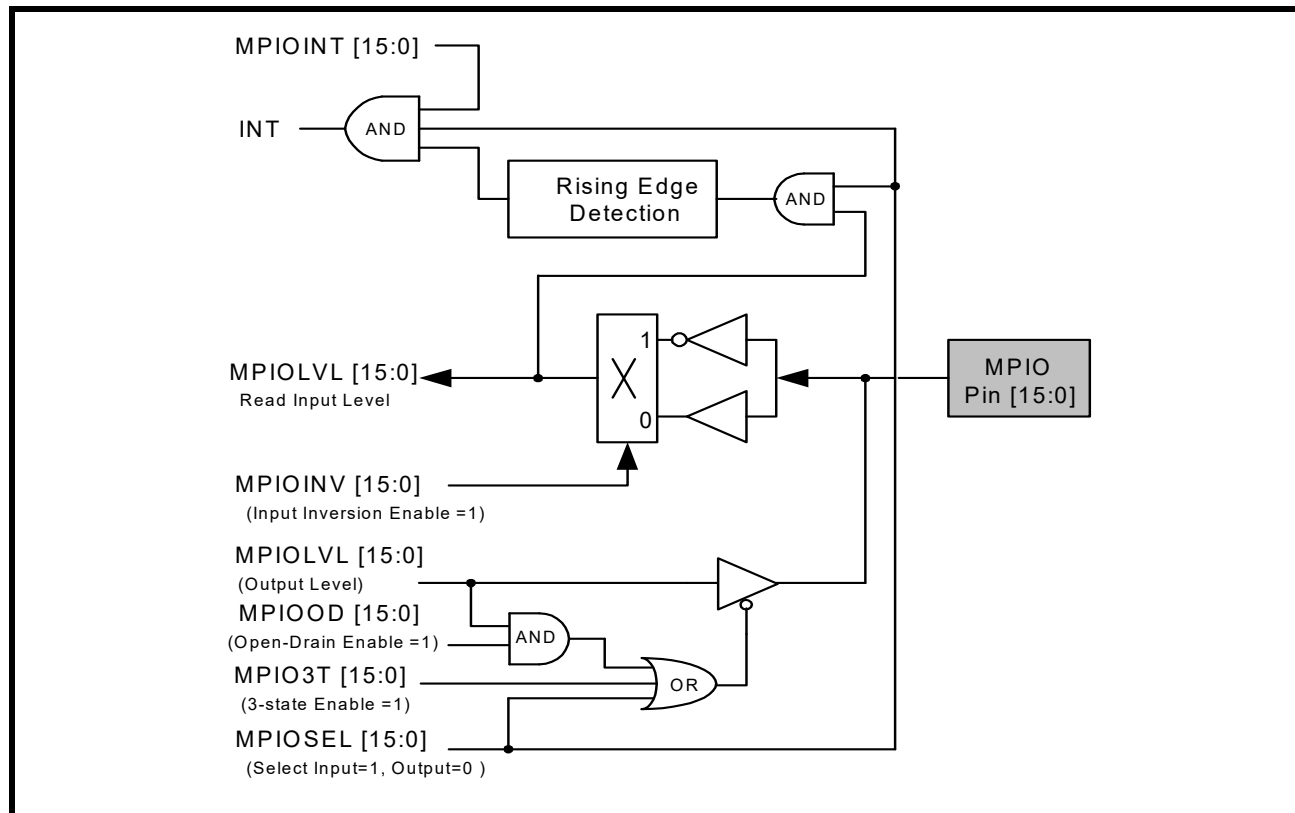 MPIOINT [15:0]
INT
AND
Rising Edge
Detection
AND
1
MPIOLVL [15:0]
Read Input Level
0
MPIO
Pin [15:0]
MPIOINV [15:0]
(Input Inversion Enable =1)
MPIOLVL [15:0]
(Output Level)
MPIOOD [15:0]
(Open-Drain Enable =1)
AND
MPIO3T [15:0]
(3-state Enable =1)
OR
MPIOSEL [15:0]
(Select Input=1, Output=0 )